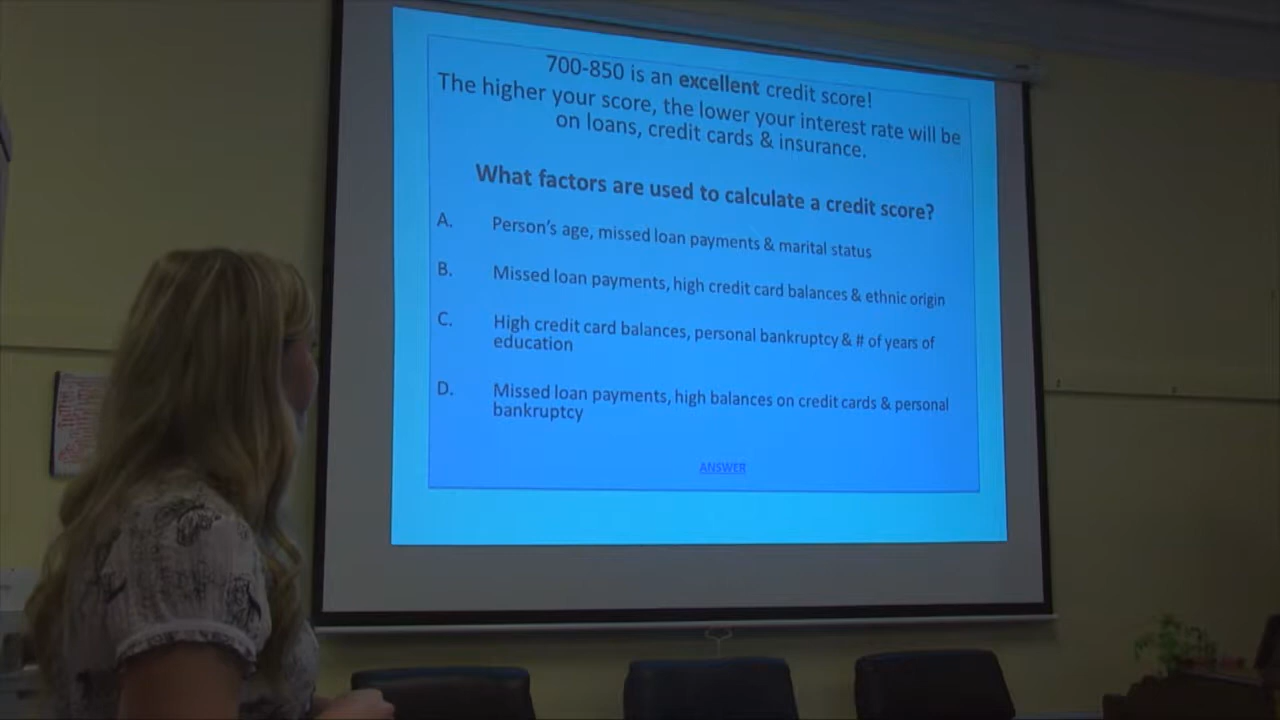 700-850 is an excellent credit score!
The higher your score, the lower your interest rate will be
on loans, credit cards & insurance.
What factors are used to calculate a credit score?
A. Person's age, missed loan payments & marital status
B. Missed loan payments, high credit card balances & ethnic origin
C. High credit card balances, personal bankruptcy & # of years of
education
D. Missed loan payments, high balances on credit cards & personal
bankruptcy
ANSWER